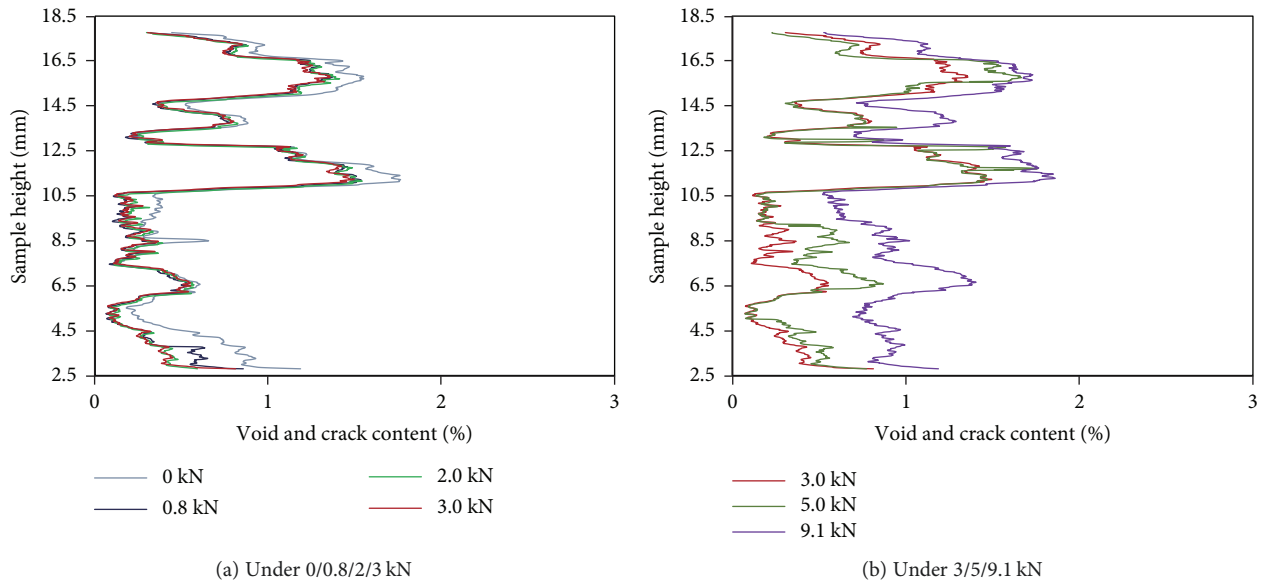 18.5
16.5
14.5
12.5
10.5
8.5
6.5
4.5
2.5
Sample height (mm)
0 1 2 3
Void and crack content (%)
0 kN 2.0 kN
0.8 kN 3.0 kN
(a) Under 0/0.8/2/3 kN
18.5
16.5
14.5
12.5
10.5
8.5
6.5
4.5
2.5
Sample height (mm)
0 1 2 3
Void and crack content (%)
3.0 kN
5.0 kN
9.1 kN
(b) Under 3/5/9.1 kN